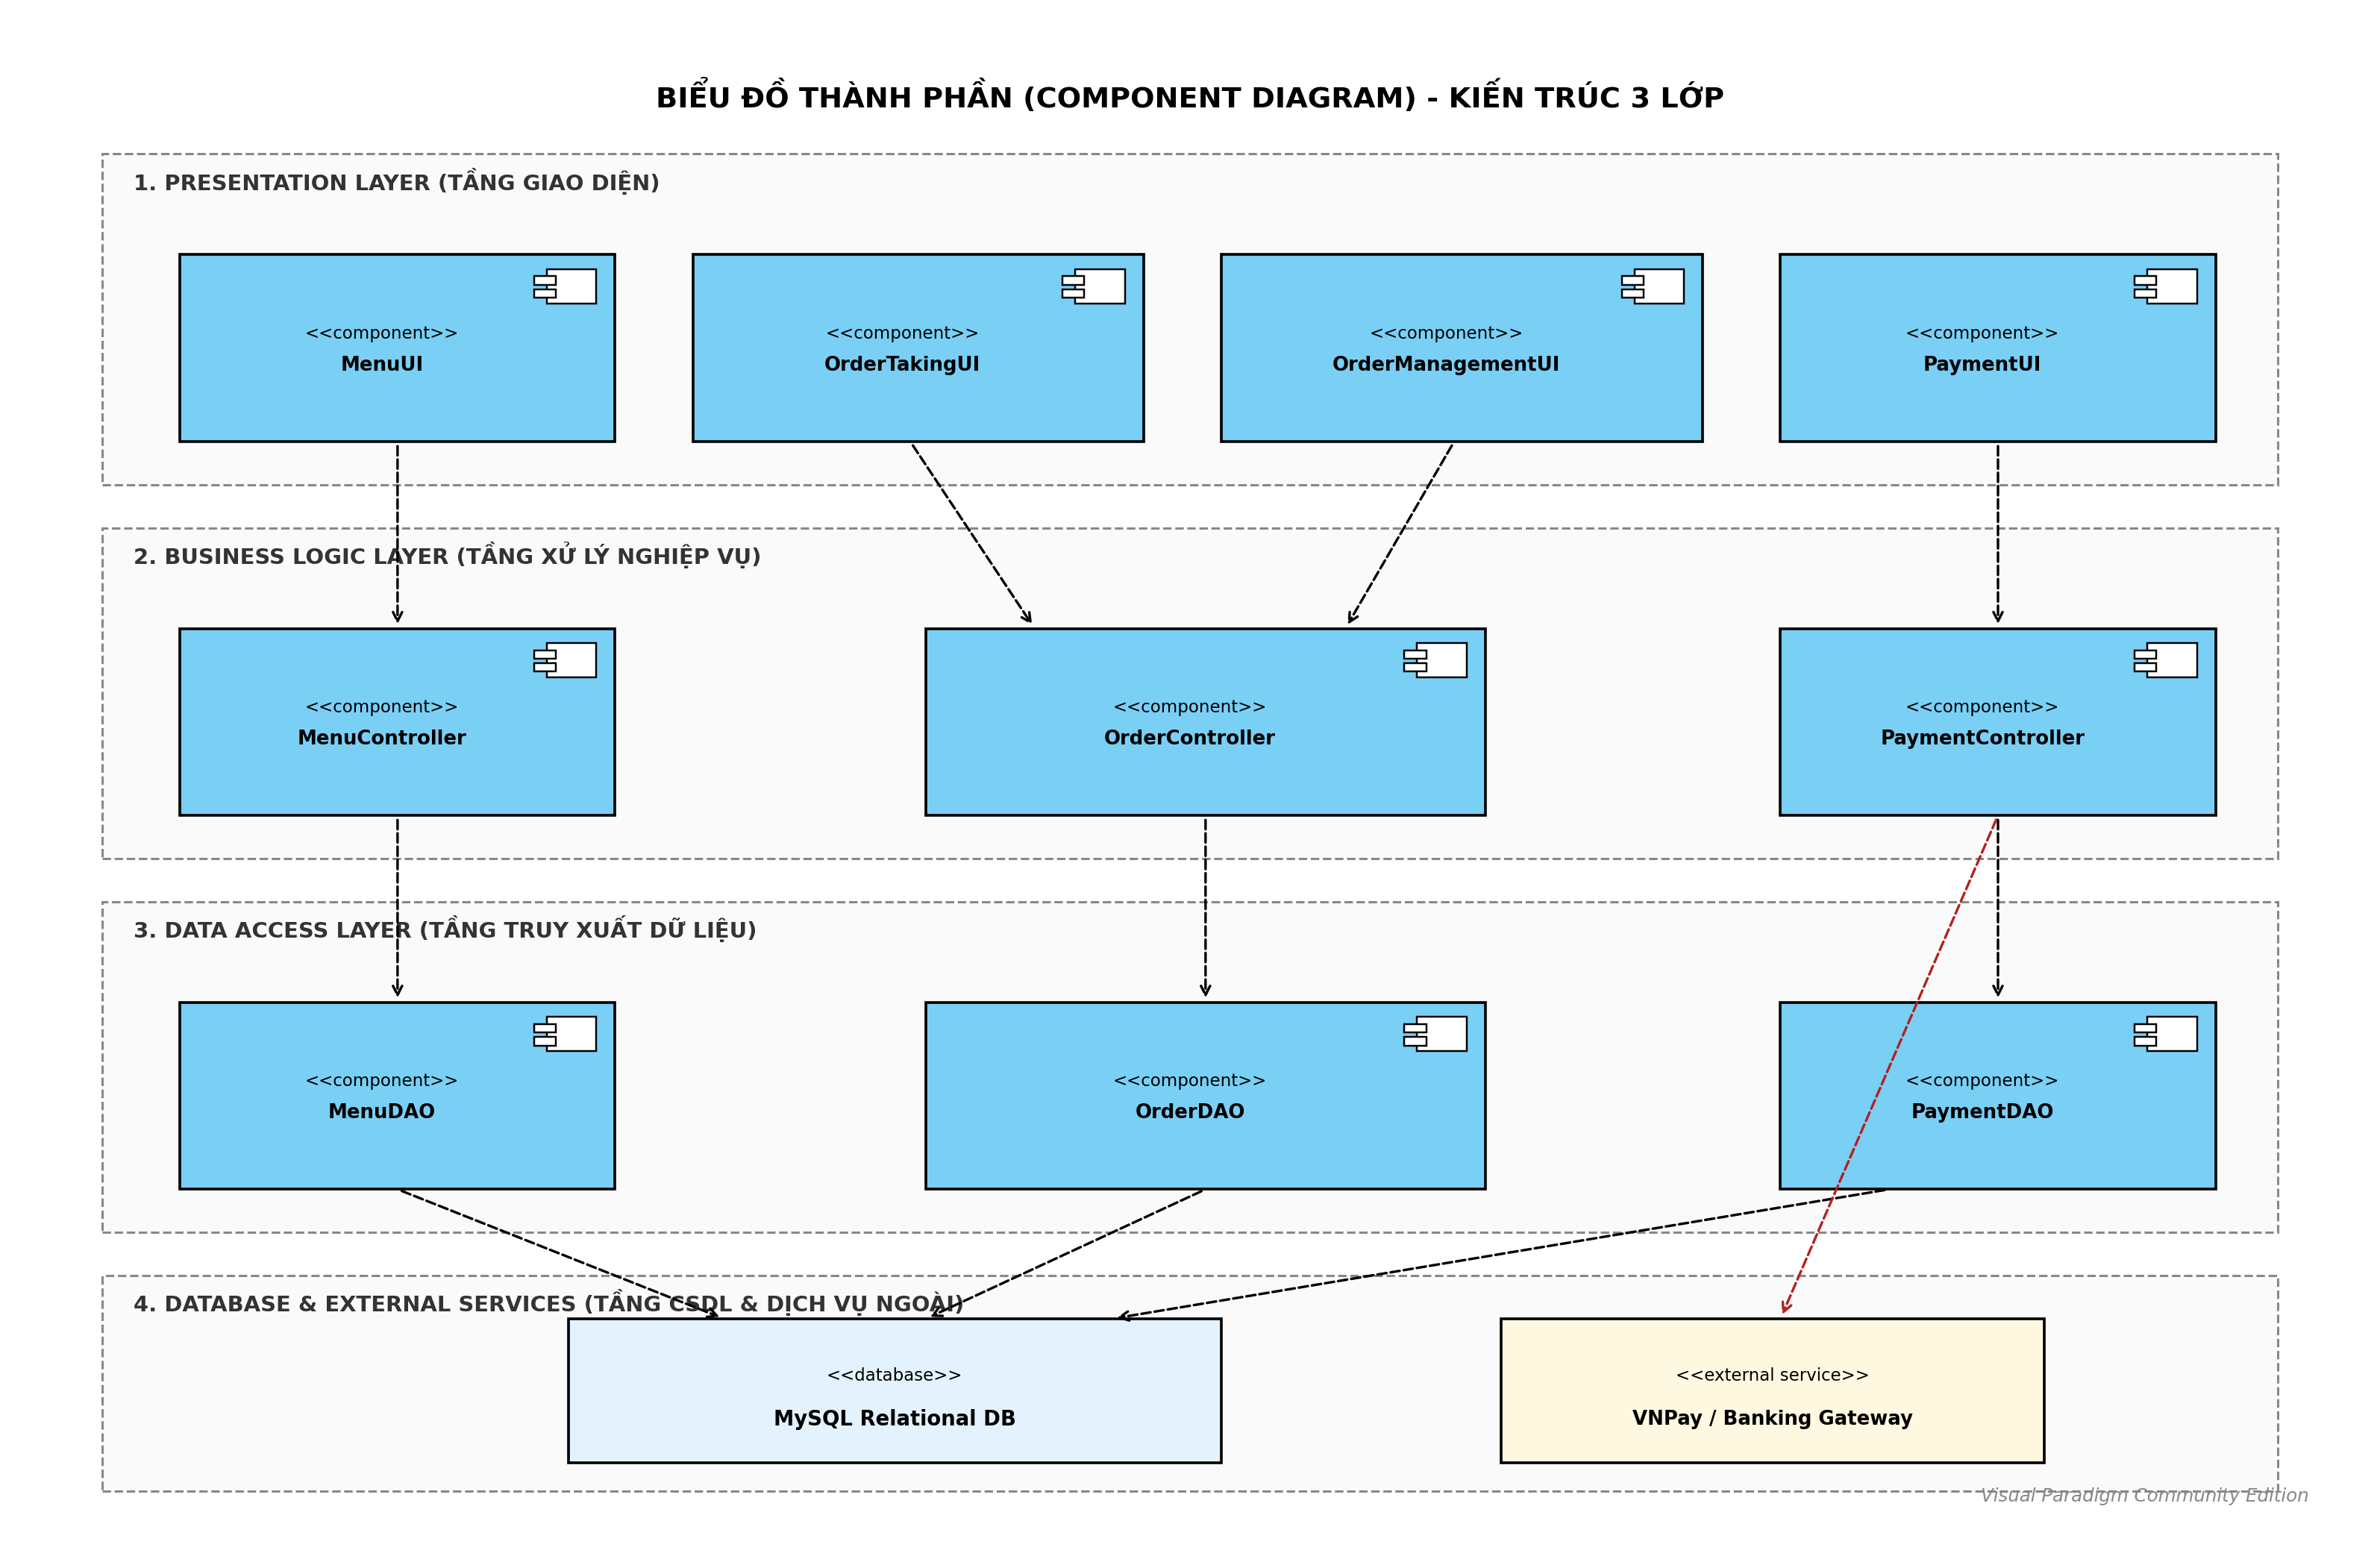 BIỂU ĐỒ THÀNH PHẦN (COMPONENT DIAGRAM) - KIẾN TRÚC 3 LỚP
1. PRESENTATION LAYER (TẦNG GIAO DIỆN)
<<component>>
MenuUI
<<component>>
OrderTakingUI
<<component>>
OrderManagementUI
<<component>>
PaymentUI
2. BUSINESS LOGIC LAYER (TẦNG XỬ LÝ NGHIỆP VỤ)
<<component>>
MenuController
<<component>>
OrderController
<<component>>
PaymentController
3. DATA ACCESS LAYER (TẦNG TRUY XUẤT DỮ LIỆU)
<<component>>
MenuDAO
<<component>>
OrderDAO
<<component>>
PaymentDAO
4. DATABASE & EXTERNAL SERVICES (TẦNG CSDL & DỊCH VỤ NGOÀI)
<<database>>
MySQL Relational DB
<<external service>>
VNPay / Banking Gateway
Visual Paradigm Community Edition